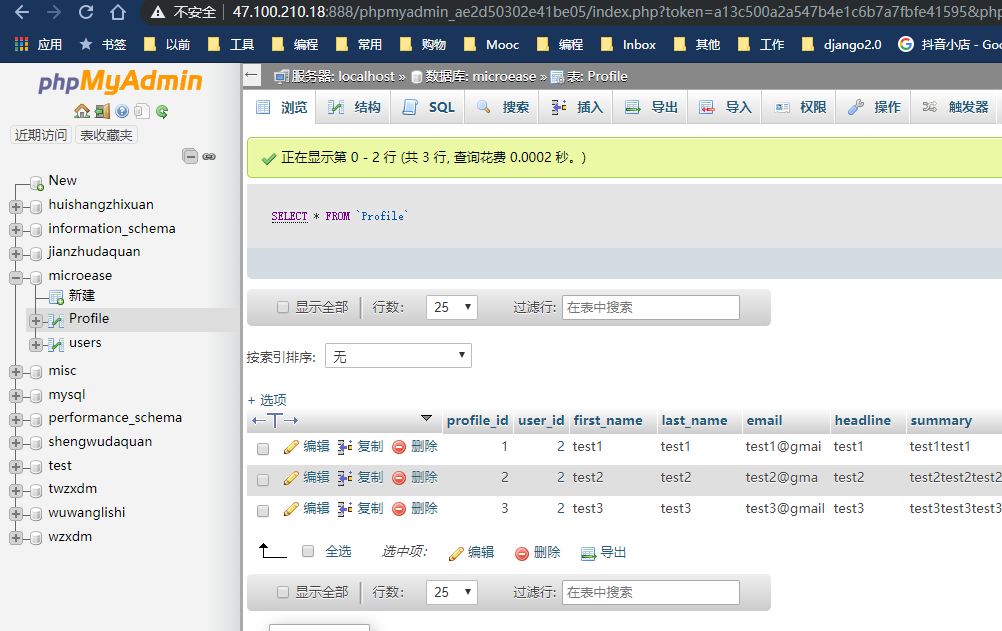 不安全 47.100.210.18:888/phpmyadmin_ae2d50302e41be05/index.php?token=a13c500a2a547b4e1c6b7a7fbfe41595&php
应用 书签 以前 工具 编程 常用 购物 Mooc 编程 Inbox 其他 工作 django2.0 抖音小店 - Goo
phpMyAdmin
近期访问 表收藏夹
New
huishangzhixuan
information_schema
jianzhudaquan
microease
新建
Profile
users
misc
mysql
performance_schema
shengwudaquan
test
twzxdm
wuwanglishi
wzxdm
服务器: localhost » 数据库: microease » 表: Profile
浏览 结构 SQL 搜索 插入 导出 导入 权限 操作 触发器
正在显示第 0 - 2 行 (共 3 行, 查询花费 0.0002 秒。)
SELECT * FROM `Profile`
显示全部 行数: 25 过滤行: 在表中搜索
按索引排序: 无
+ 选项
←T→ profile_id user_id first_name last_name email headline summary
编辑 复制 删除 1 2 test1 test1 test1@gmai test1 test1test1
编辑 复制 删除 2 2 test2 test2 test2@gma test2 test2test2test2
编辑 复制 删除 3 2 test3 test3 test3@gmail test3 test3test3test3
全选 选中项: 编辑 删除 导出
显示全部 行数: 25 过滤行: 在表中搜索